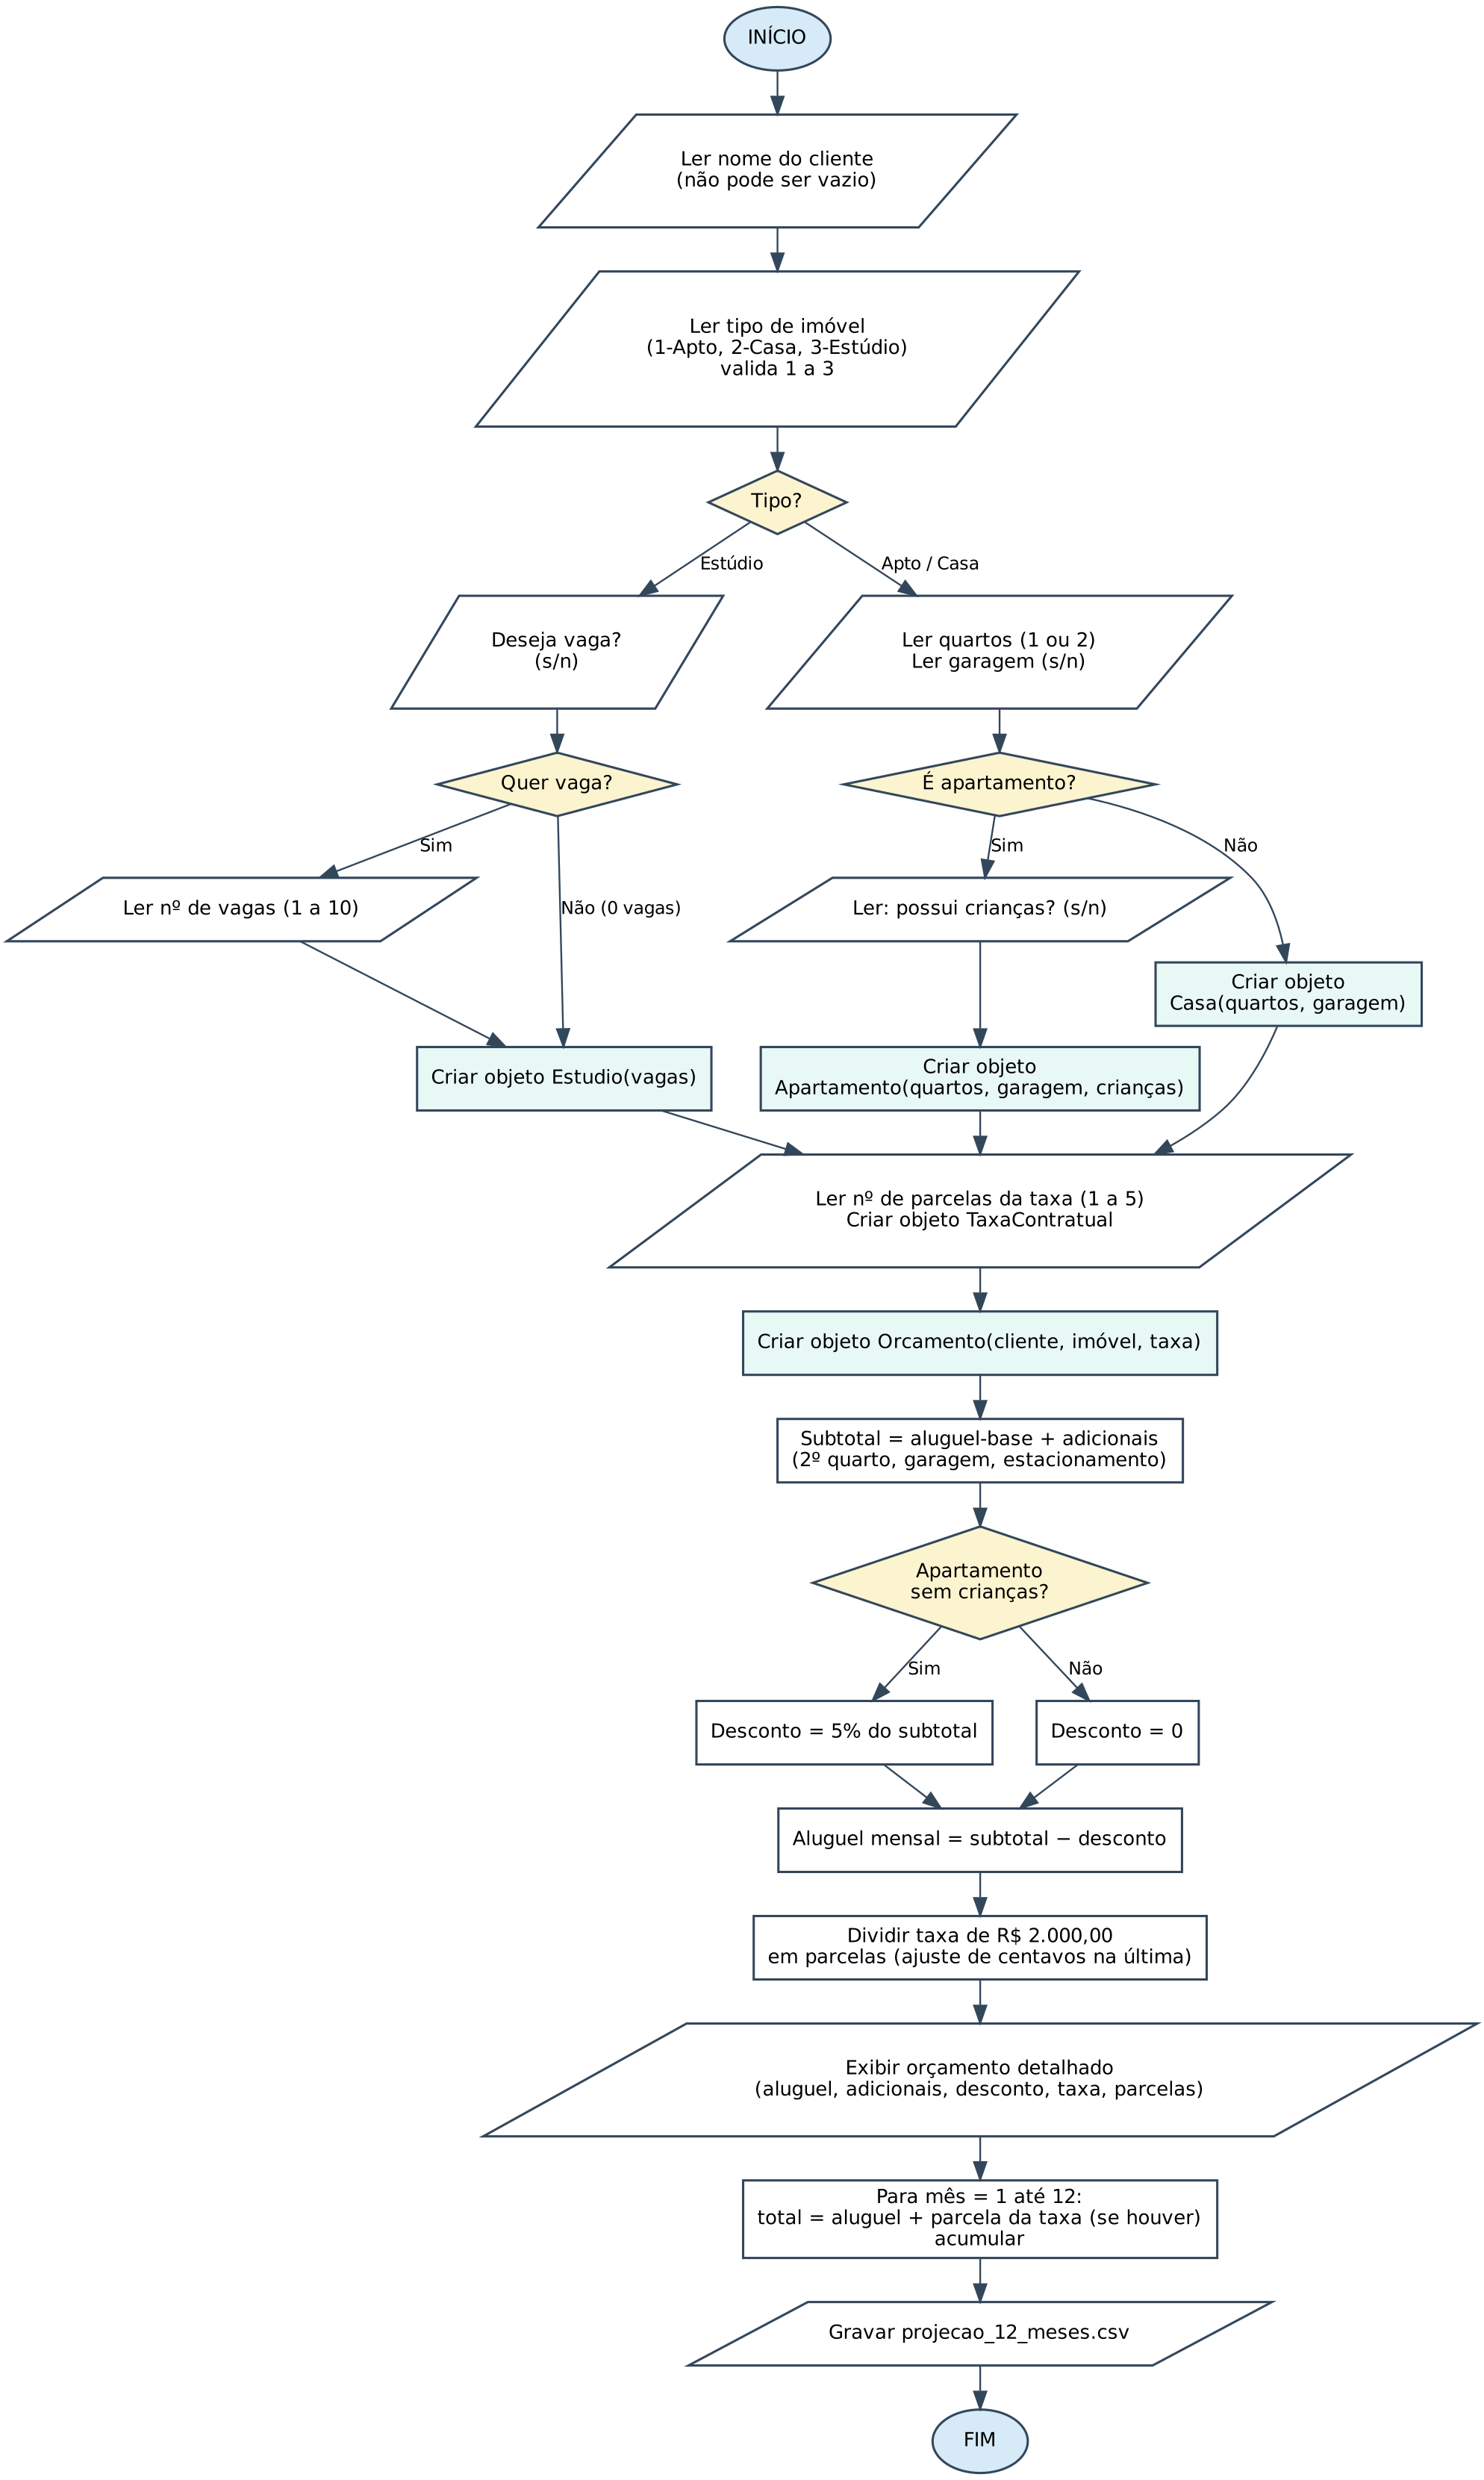 INÍCIO
Ler nome do cliente
(não pode ser vazio)
Ler tipo de imóvel
(1-Apto, 2-Casa, 3-Estúdio)
valida 1 a 3
Tipo?
Estúdio
Apto / Casa
Deseja vaga?
(s/n)
Ler quartos (1 ou 2)
Ler garagem (s/n)
Quer vaga?
É apartamento?
Sim
Sim
Não
Ler nº de vagas (1 a 10)
Não (0 vagas)
Ler: possui crianças? (s/n)
Criar objeto
Casa(quartos, garagem)
Criar objeto Estudio(vagas)
Criar objeto
Apartamento(quartos, garagem, crianças)
Ler nº de parcelas da taxa (1 a 5)
Criar objeto TaxaContratual
Criar objeto Orcamento(cliente, imóvel, taxa)
Subtotal = aluguel-base + adicionais
(2º quarto, garagem, estacionamento)
Apartamento
sem crianças?
Sim
Não
Desconto = 5% do subtotal
Desconto = 0
Aluguel mensal = subtotal − desconto
Dividir taxa de R$ 2.000,00
em parcelas (ajuste de centavos na última)
Exibir orçamento detalhado
(aluguel, adicionais, desconto, taxa, parcelas)
Para mês = 1 até 12:
total = aluguel + parcela da taxa (se houver)
acumular
Gravar projecao_12_meses.csv
FIM